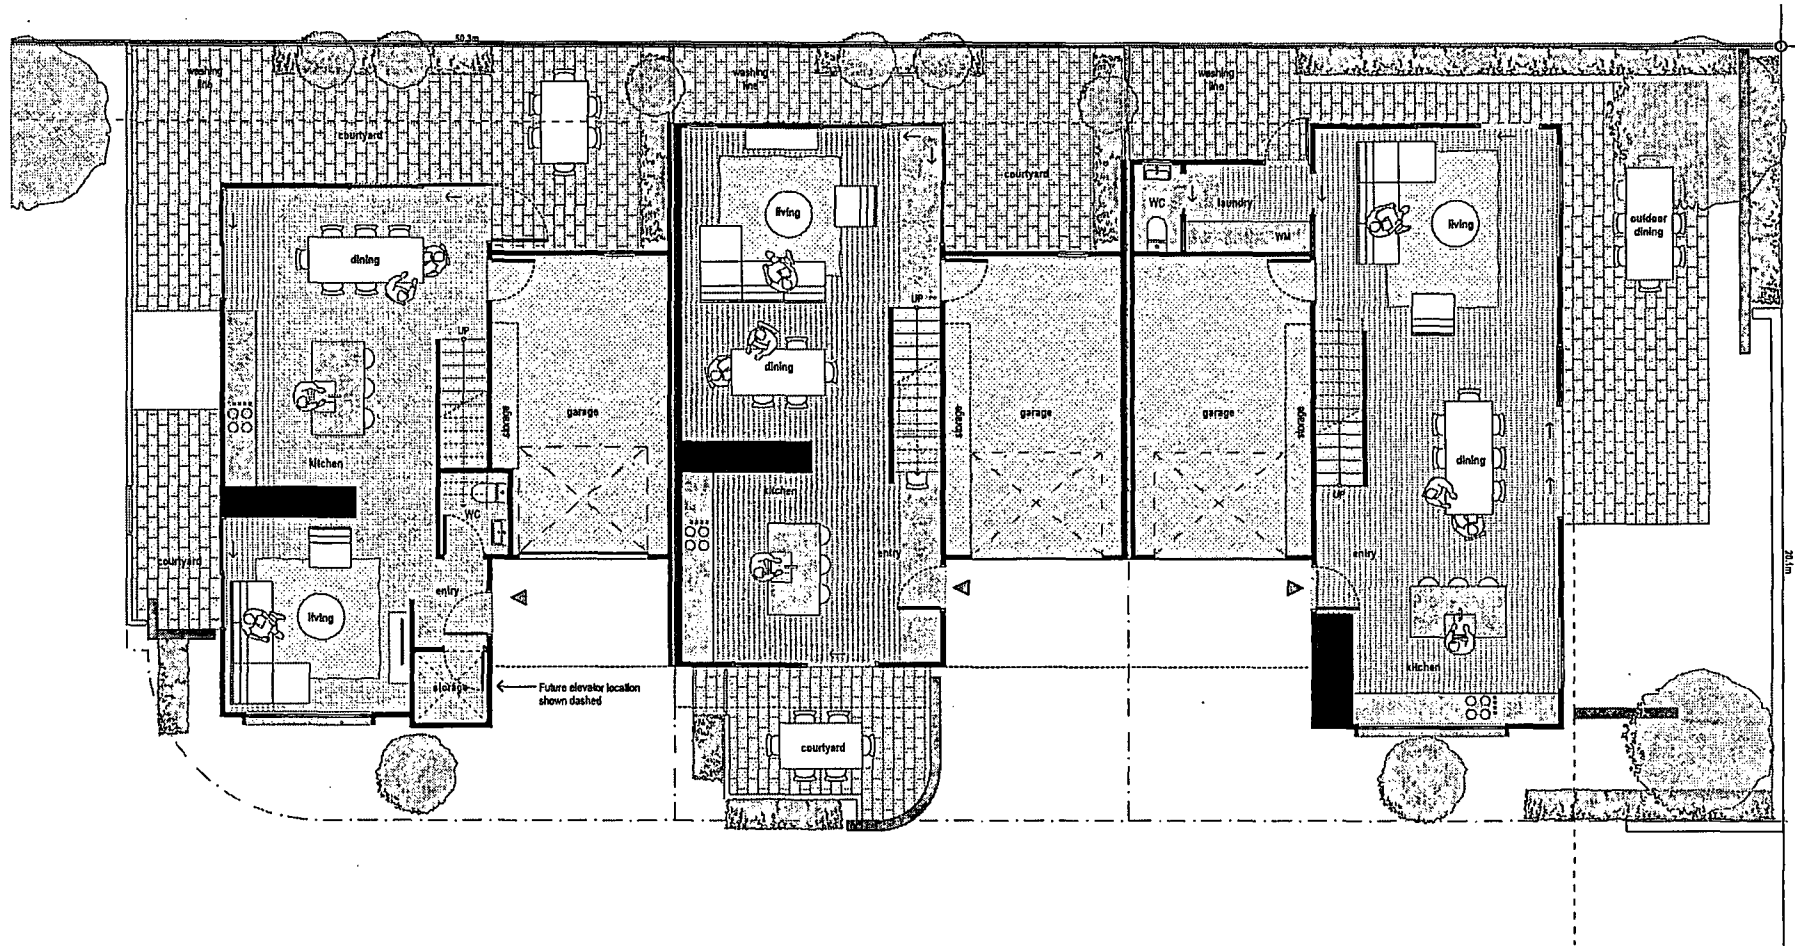 50.3m
washing
line
washing
line
washing
line
courtyard
courtyard
WC
laundry
WM
living
living
outdoor
dining
dining
UP
UP
dining
storage
garage
storage
garage
garage
storage
kitchen
dining
kitchen
UP
WC
entry
entry
courtyard
20.1m
entry
living
kitchen
storage
Future elevator location
shown dashed
courtyard